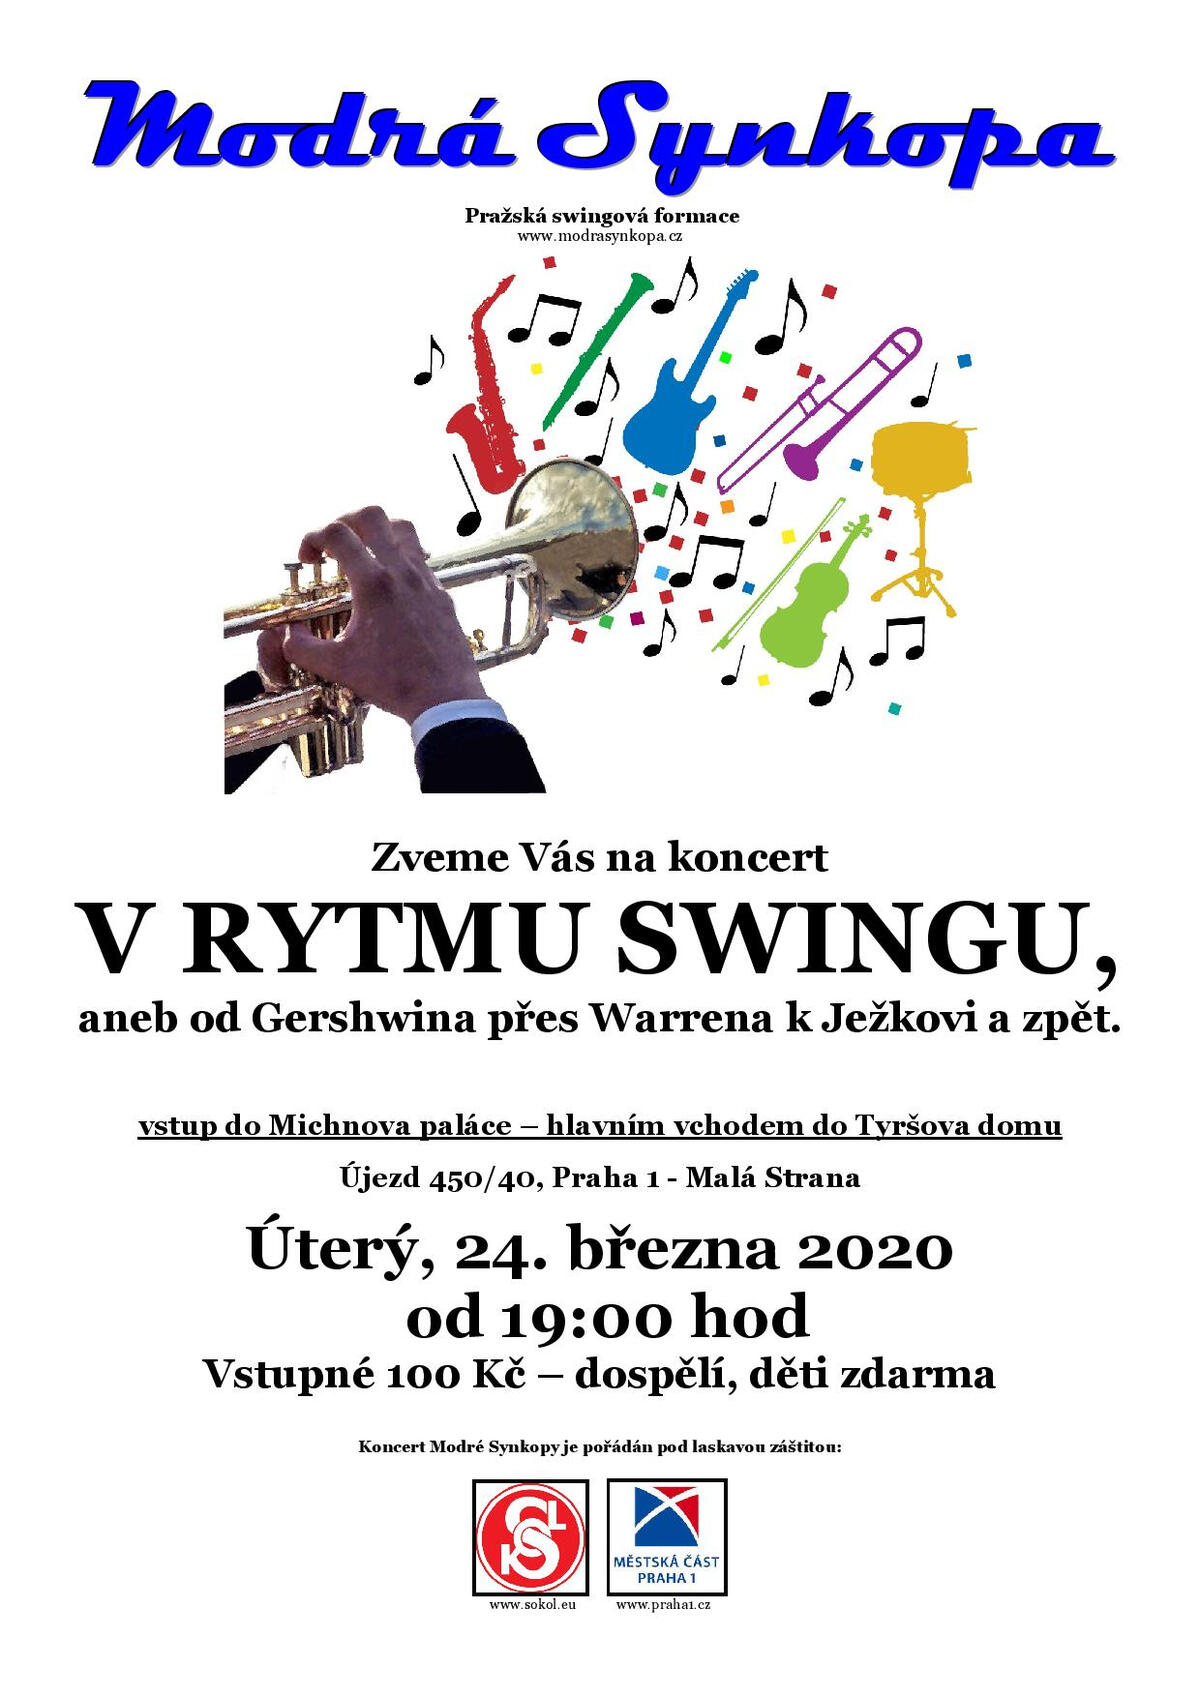 Modrá Synkopa
Pražská swingová formace
www.modrasynkopa.cz
Zveme Vás na koncert
V RYTMU SWINGU,
aneb od Gershwina přes Warrena k Ježkovi a zpět.
vstup do Michnova paláce – hlavním vchodem do Tyršova domu
Újezd 450/40, Praha 1 - Malá Strana
Úterý, 24. března 2020
od 19:00 hod
Vstupné 100 Kč – dospělí, děti zdarma
Koncert Modré Synkopy je pořádán pod laskavou záštitou:
SOKOL
MĚSTSKÁ ČÁST
PRAHA 1
www.sokol.eu
www.praha1.cz